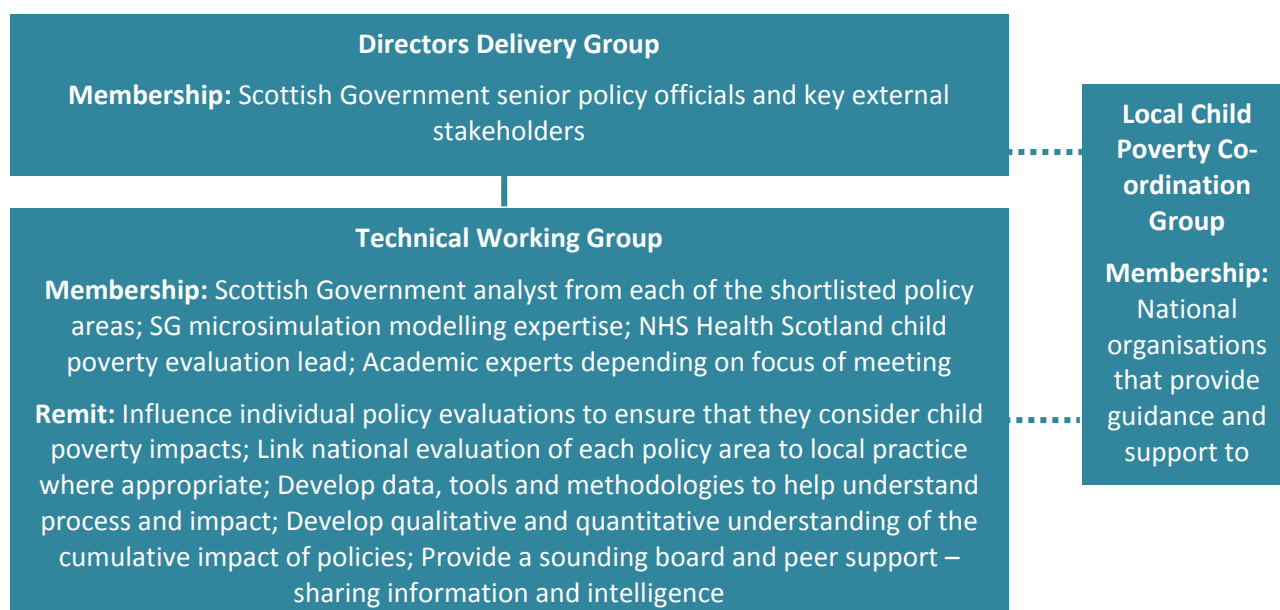 Directors Delivery Group
Membership: Scottish Government senior policy officials and key external
stakeholders
Technical Working Group
Membership: Scottish Government analyst from each of the shortlisted policy
areas; SG microsimulation modelling expertise; NHS Health Scotland child
poverty evaluation lead; Academic experts depending on focus of meeting
Remit: Influence individual policy evaluations to ensure that they consider child
poverty impacts; Link national evaluation of each policy area to local practice
where appropriate; Develop data, tools and methodologies to help understand
process and impact; Develop qualitative and quantitative understanding of the
cumulative impact of policies; Provide a sounding board and peer support –
sharing information and intelligence
Local Child
Poverty Co-
ordination
Group
Membership:
National
organisations
that provide
guidance and
support to